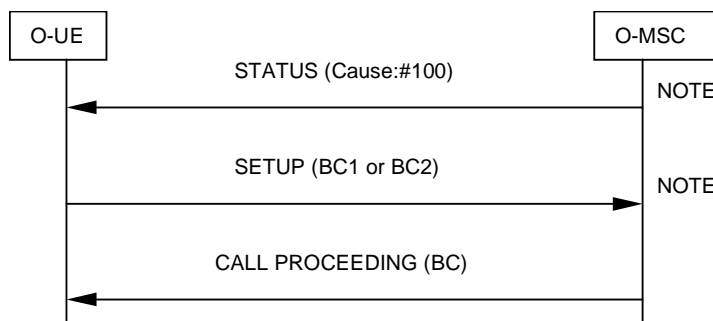 O-UE
O-MSC
STATUS (Cause:#100)
NOTE
SETUP (BC1 or BC2)
NOTE
CALL PROCEEDING (BC)